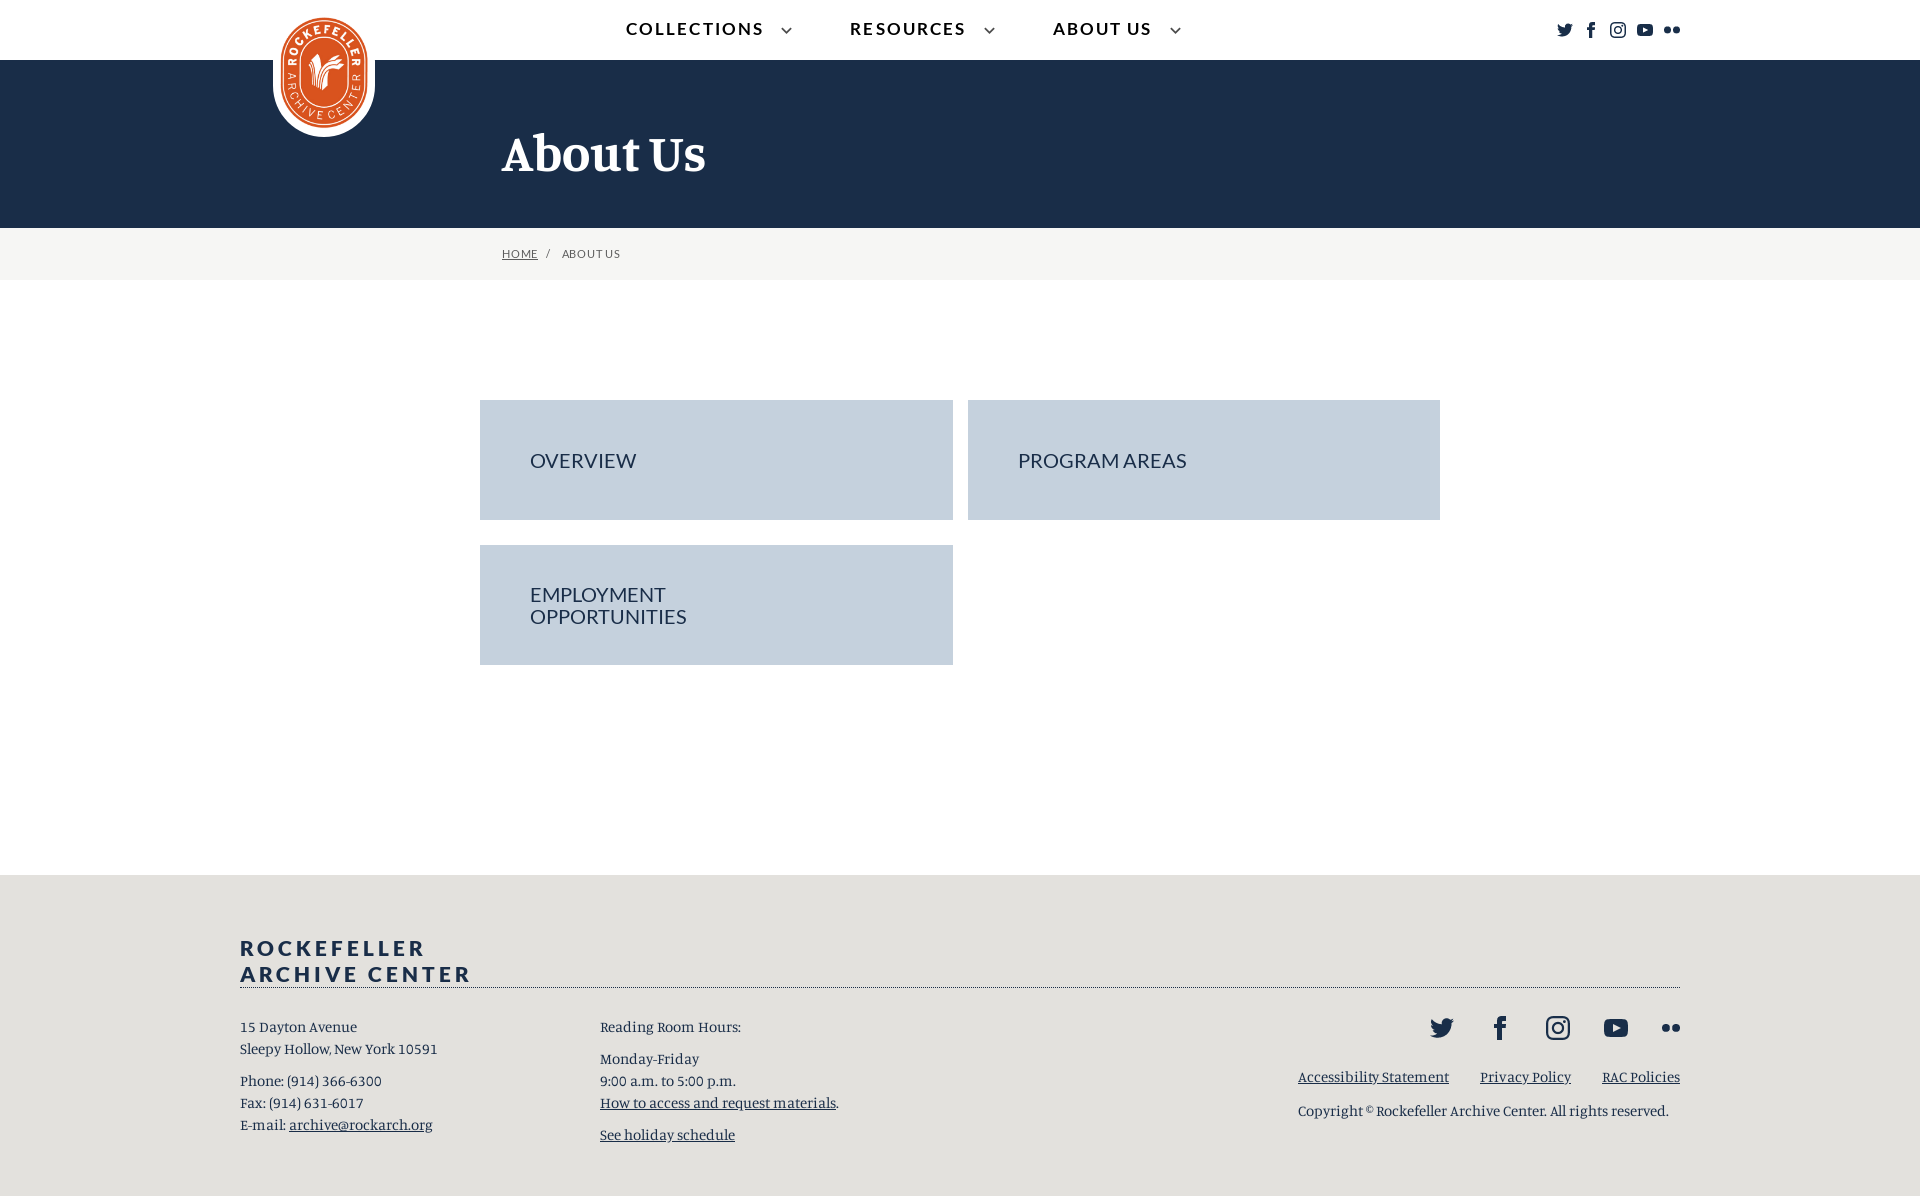 COLLECTIONS
RESOURCES
ABOUT US
ROCKEFELLER
ARCHIVE CENTER
About Us
HOME / ABOUT US
OVERVIEW
PROGRAM AREAS
EMPLOYMENT
OPPORTUNITIES
ROCKEFELLER
ARCHIVE CENTER
15 Dayton Avenue
Sleepy Hollow, New York 10591
Phone: (914) 366-6300
Fax: (914) 631-6017
E-mail: archive@rockarch.org
Reading Room Hours:
Monday-Friday
9:00 a.m. to 5:00 p.m.
How to access and request materials.
See holiday schedule
Accessibility Statement
Privacy Policy
RAC Policies
Copyright © Rockefeller Archive Center. All rights reserved.